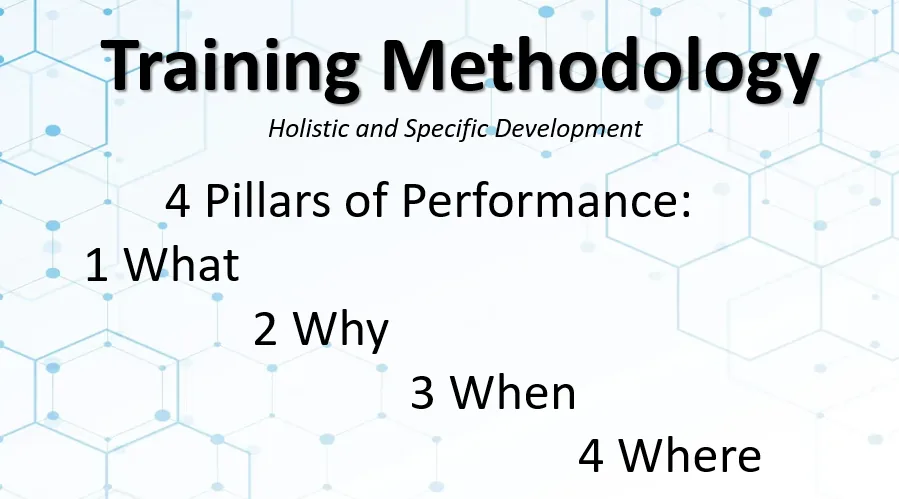 Training Methodology
Holistic and Specific Development
4 Pillars of Performance:
1 What
2 Why
3 When
4 Where